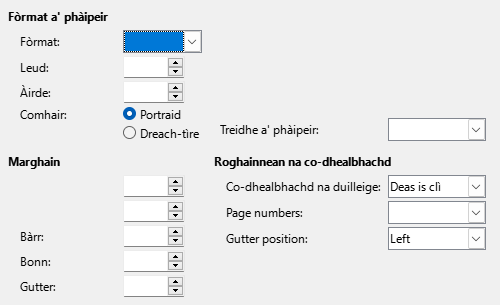 Fòrmat a' phàipeir
Fòrmat:
Leud:
Àirde:
Comhair: Portraid
Dreach-tìre
Treidhe a' phàipeir:
Marghain
Bàrr:
Bonn:
Gutter:
Roghainnean na co-dhealbhachd
Co-dhealbhachd na duilleige: Deas is clì
Page numbers:
Gutter position: Left